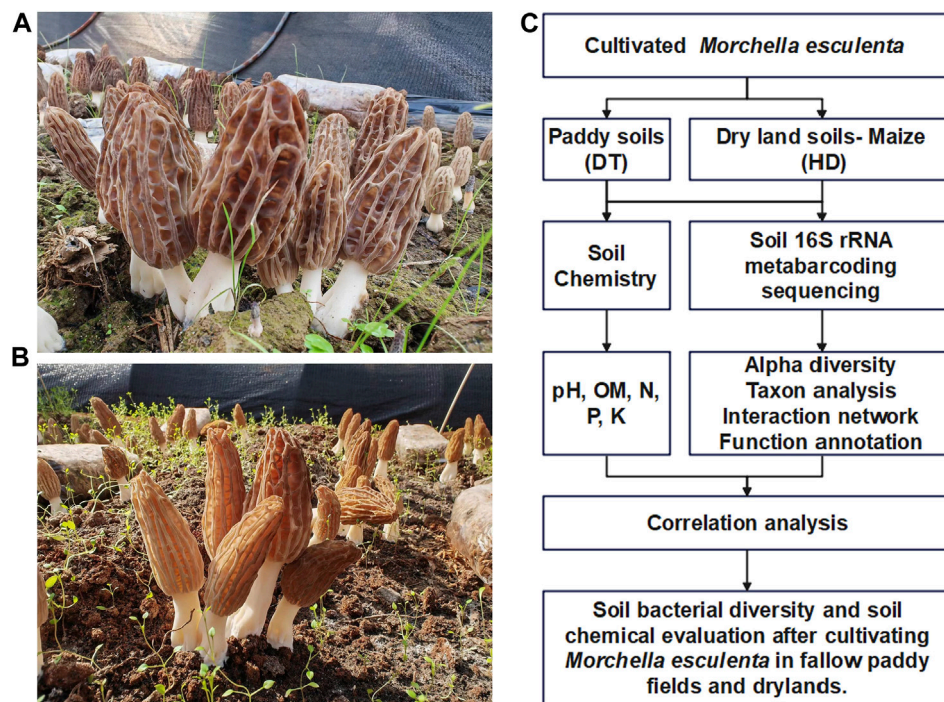 A
B
C
Cultivated Morchella esculenta
Paddy soils
(DT)
Dry land soils- Maize
(HD)
Soil
Chemistry
Soil 16S rRNA
metabarcoding
sequencing
pH, OM, N,
P, K
Alpha diversity
Taxon analysis
Interaction network
Function annotation
Correlation analysis
Soil bacterial diversity and soil
chemical evaluation after cultivating
Morchella esculenta in fallow paddy
fields and drylands.